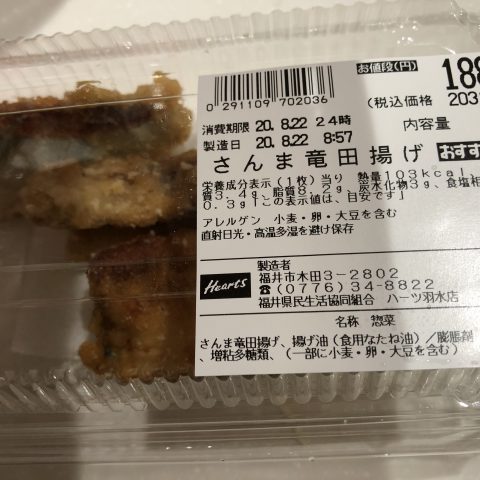 お値段(円) 188
0 291109 702036
(税込価格 203
消費期限 20. 8.22 24時
製造日 20. 8.22 8:57
内容量
さんま竜田揚げ おすす
栄養成分表示(1枚)当り 熱量103kcal
質3.4g、脂質8.2g、炭水化物3g、食塩相
0.3g[この表示値は、目安です]
アレルゲン 小麦・卵・大豆を含む
直射日光・高温多湿を避け保存
製造者
Hearts
福井市木田3-2802
☎(0776)34-8822
福井県民生活協同組合 ハーツ羽水店
名称 惣菜
さんま竜田揚げ、揚げ油(食用なたね油)/膨脹剤
、増粘多糖類、(一部に小麦・卵・大豆を含む)